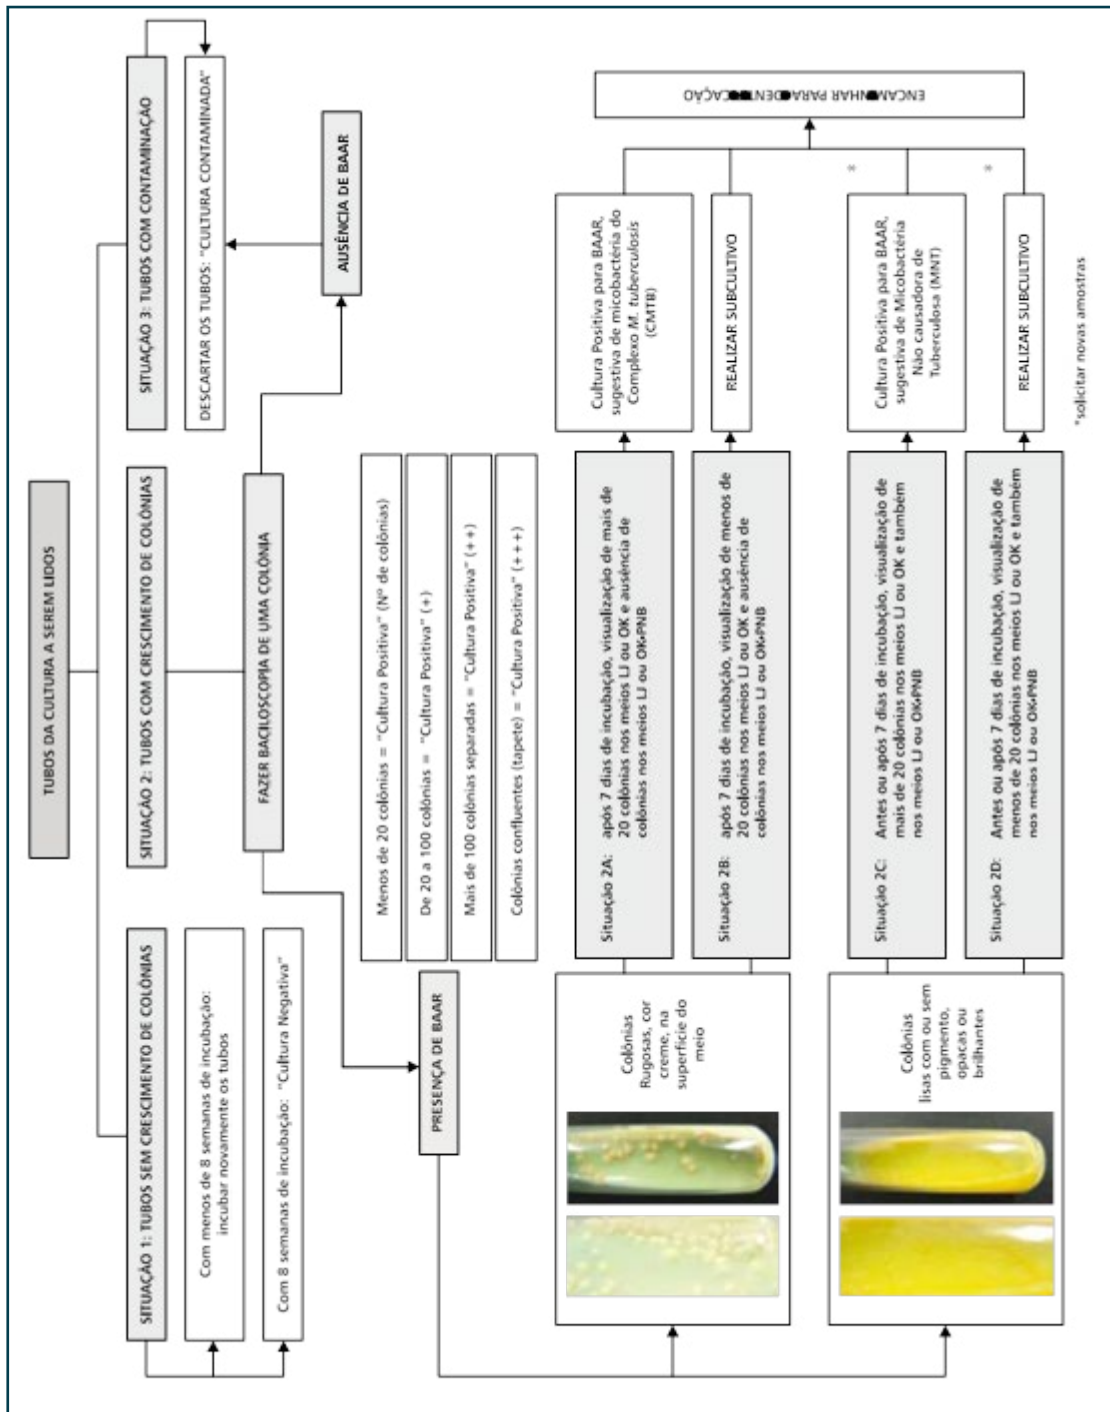 TUBOS DA CULTURA A SEREM LIDOS
SITUAÇÃO 1: TUBOS SEM CRESCIMENTO DE COLÔNIAS
Com menos de 8 semanas de incubação:
incubar novamente os tubos
Com 8 semanas de incubação: "Cultura Negativa"
SITUAÇÃO 2: TUBOS COM CRESCIMENTO DE COLÔNIAS
FAZER BACILOSCOPIA DE UMA COLÔNIA
SITUAÇÃO 3: TUBOS COM CONTAMINAÇÃO
DESCARTAR OS TUBOS: "CULTURA CONTAMINADA"
AUSÊNCIA DE BAAR
PRESENÇA DE BAAR
Menos de 20 colônias = "Cultura Positiva" (Nº de colônias)
De 20 a 100 colônias = "Cultura Positiva" (+)
Mais de 100 colônias separadas = "Cultura Positiva" (++)
Colônias confluentes (tapete) = "Cultura Positiva" (+++)
Colônias
Rugosas, cor
creme, na
superfície do
meio
Situação 2A: após 7 dias de incubação, visualização de mais de
20 colônias nos meios LJ ou OK e ausência de
colônias nos meios LJ ou OK+PNB
Cultura Positiva para BAAR,
sugestiva de micobactéria do
Complexo M. tuberculosis
(CMTB)
Situação 2B: após 7 dias de incubação, visualização de menos de
20 colônias nos meios LJ ou OK e ausência de
colônias nos meios LJ ou OK+PNB
REALIZAR SUBCULTIVO
Colônias
lisas com ou sem
pigmento,
opacas ou
brilhantes
Situação 2C: Antes ou após 7 dias de incubação, visualização de
mais de 20 colônias nos meios LJ ou OK e também
nos meios LJ ou OK+PNB
Cultura Positiva para BAAR,
sugestiva de Micobactéria
Não causadora de
Tuberculosa (MNT)
*
Situação 2D: Antes ou após 7 dias de incubação, visualização de
menos de 20 colônias nos meios LJ ou OK e também
nos meios LJ ou OK+PNB
REALIZAR SUBCULTIVO
*
PARA
*solicitar novas amostras